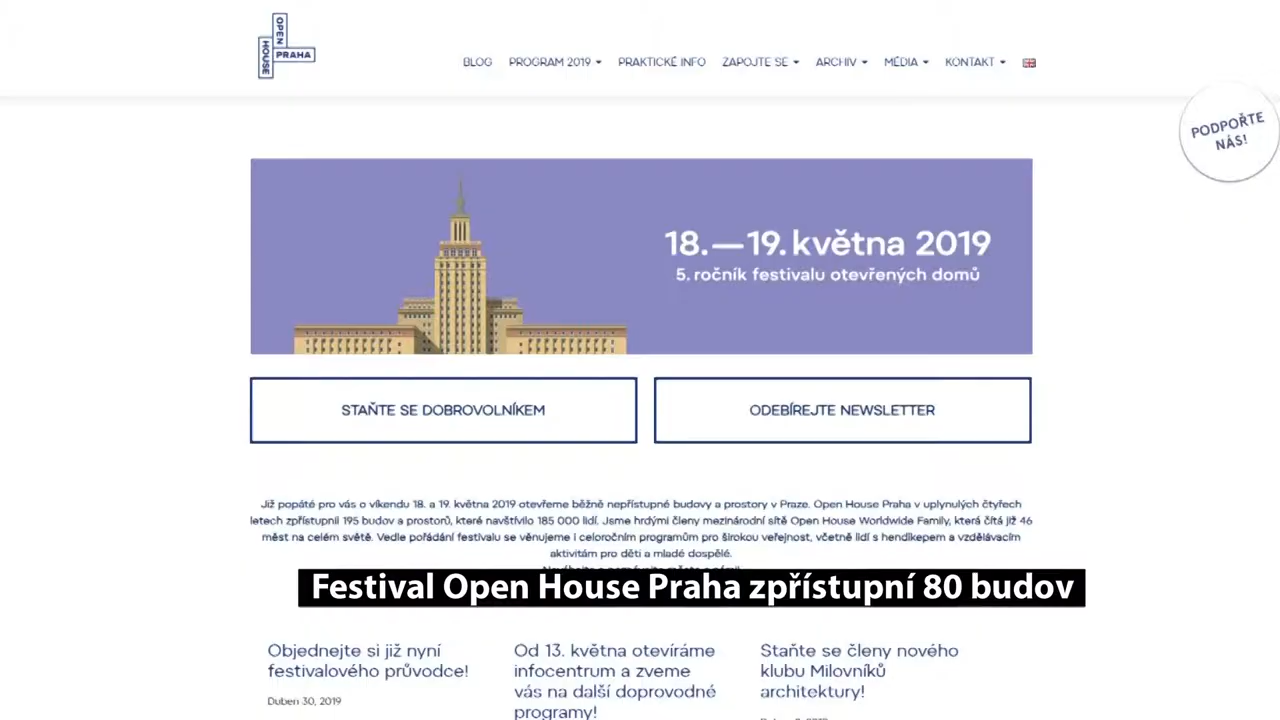 OPEN
HOUSE
PRAHA
BLOG PROGRAM 2019 PRAKTICKÉ INFO ZAPOJTE SE ARCHIV MÉDIA KONTAKT
PODPOŘTE
NÁS!
18.—19. května 2019
5. ročník festivalu otevřených domů
STAŇTE SE DOBROVOLNÍKEM
ODEBÍREJTE NEWSLETTER
Již popáté pro vás o víkendu 18. a 19. května 2019 otevřeme běžně nepřístupné budovy a prostory v Praze. Open House Praha v uplynulých čtyřech
letech zpřístupnil 195 budov a prostorů, které navštívilo 185 000 lidí. Jsme hrdými členy mezinárodní sítě Open House Worldwide Family, která čítá již 46
měst na celém světě. Vedle pořádání festivalu se věnujeme i celoročním programům pro širokou veřejnost, včetně lidí s hendikepem a vzdělávacím
aktivitám pro děti a mladé dospělé.
Festival Open House Praha zpřístupní 80 budov
Objednejte si již nyní
festivalového průvodce!
Duben 30, 2019
Od 13. května otevíráme
infocentrum a zveme
vás na další doprovodné
programy!
Staňte se členy nového
klubu Milovníků
architektury!